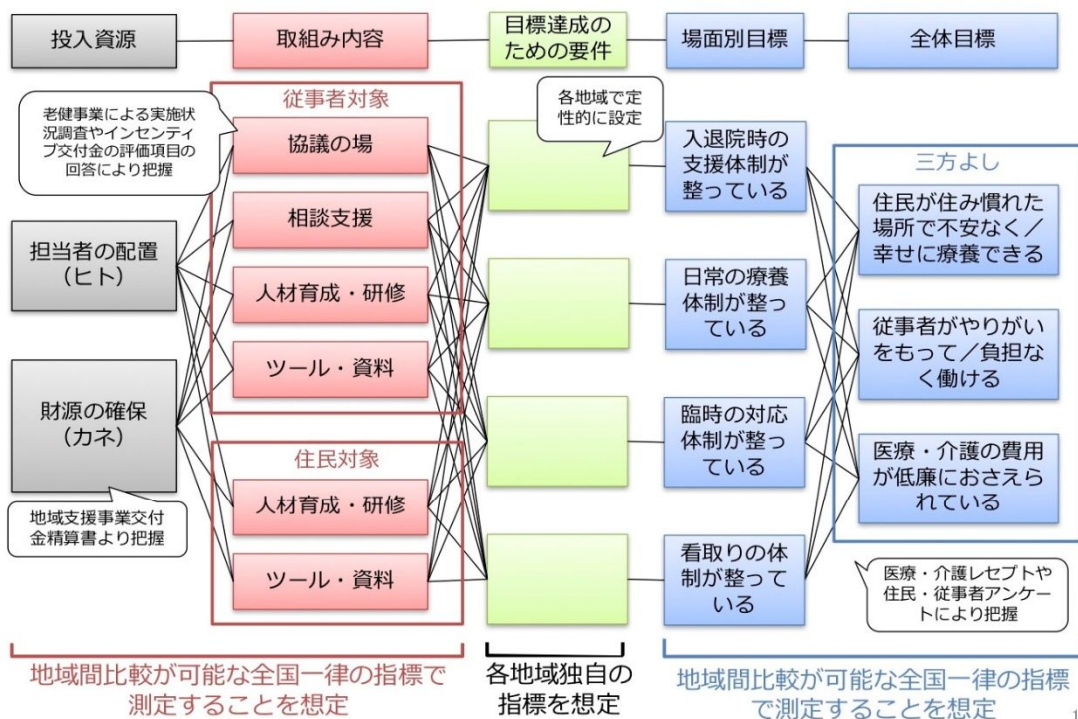 投入資源
取組み内容
目標達成の
ための要件
場面別目標
全体目標
従事者対象
老健事業による実施状
況調査やインセンティ
ブ交付金の評価項目の
回答により把握
協議の場
相談支援
人材育成・研修
ツール・資料
担当者の配置
(ヒト)
財源の確保
(カネ)
地域支援事業交付
金精算書より把握
住民対象
人材育成・研修
ツール・資料
各地域で定
性的に設定
入退院時の
支援体制が
整っている
日常の療養
体制が整っ
ている
臨時の対応
体制が整っ
ている
看取りの体
制が整って
いる
三方よし
住民が住み慣れた
場所で不安なく/
幸せに療養できる
従事者がやりがい
をもって/負担な
く働ける
医療・介護の費用
が低廉におさえら
れている
医療・介護レセプトや
住民・従事者アンケー
トにより把握
地域間比較が可能な全国一律の指標で
測定することを想定
各地域独自の
指標を想定
地域間比較が可能な全国一律の指標
で測定することを想定
1